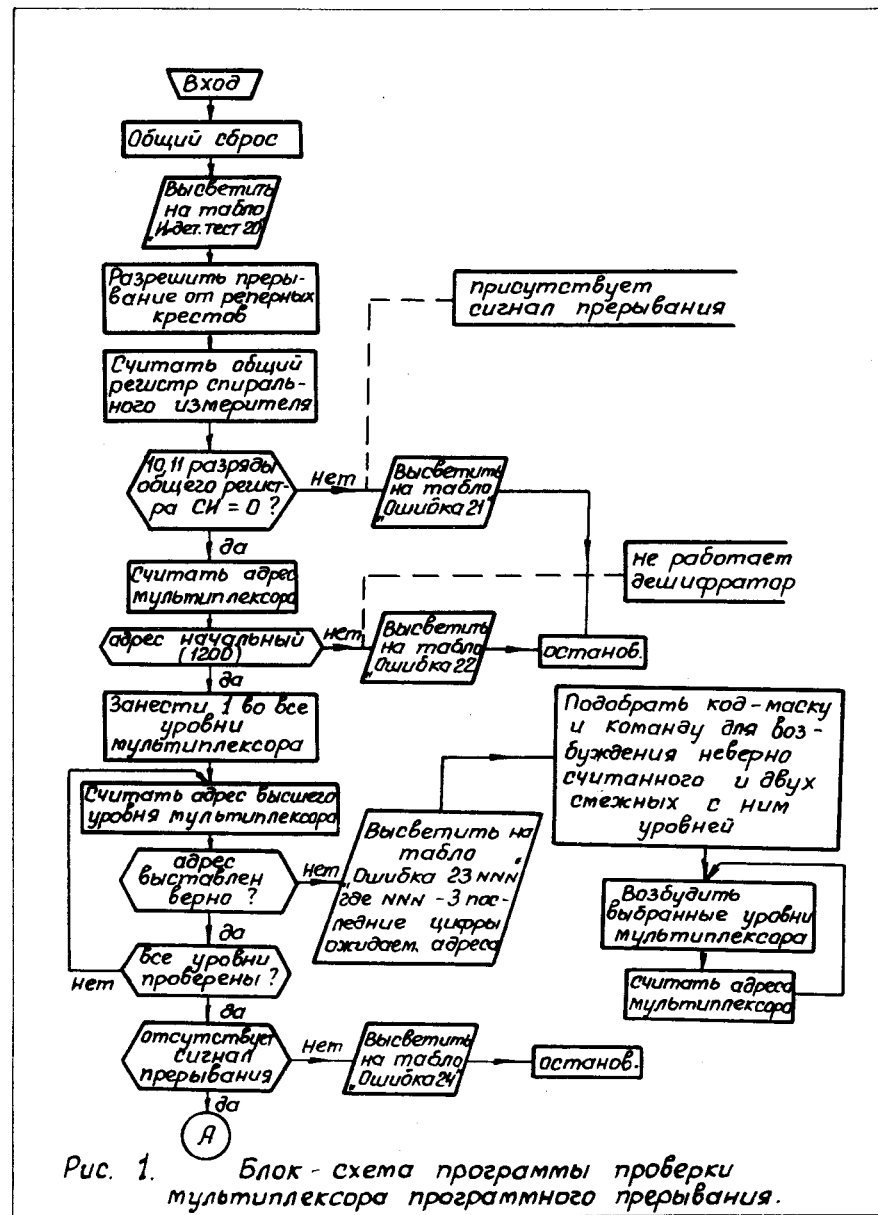 Вход
Общий сброс
Высветить
на табло
„Идет. тест 20"
Разрешить преры-
вание от реперных
крестов
присутствует
сигнал прерывания
Считать общий
регистр спираль-
ного измерителя
10,11 разряды
общего регист-
ра СИ = 0 ?
нет
Высветить
на табло
„Ошибка 21"
да
не работает
дешифратор
Считать адрес
мультиплексора
адрес начальный
(1200)
нет
Высветить
на табло
„Ошибка 22"
останов.
да
Занести 1 во все
уровни
мультиплексора
Подобрать код-маску
и команду для воз-
буждения неверно
считанного и двух
смежных с ним
уровней
Считать адрес высшего
уровня мультиплексора
адрес
выставлен
верно ?
нет
Высветить на
табло
„Ошибка 23 NNN"
где NNN - 3 пос-
ледние цифры
ожидаем. адреса
Возбудить
выбранные уровни
мультиплексора
да
все уровни
проверены ?
нет
считать адреса
мультиплексора
да
отсутствует
сигнал
прерывания
нет
Высветить
на табло
„Ошибка 24"
останов.
да
А
Рис. 1. Блок-схема программы проверки
мультиплексора программного прерывания.